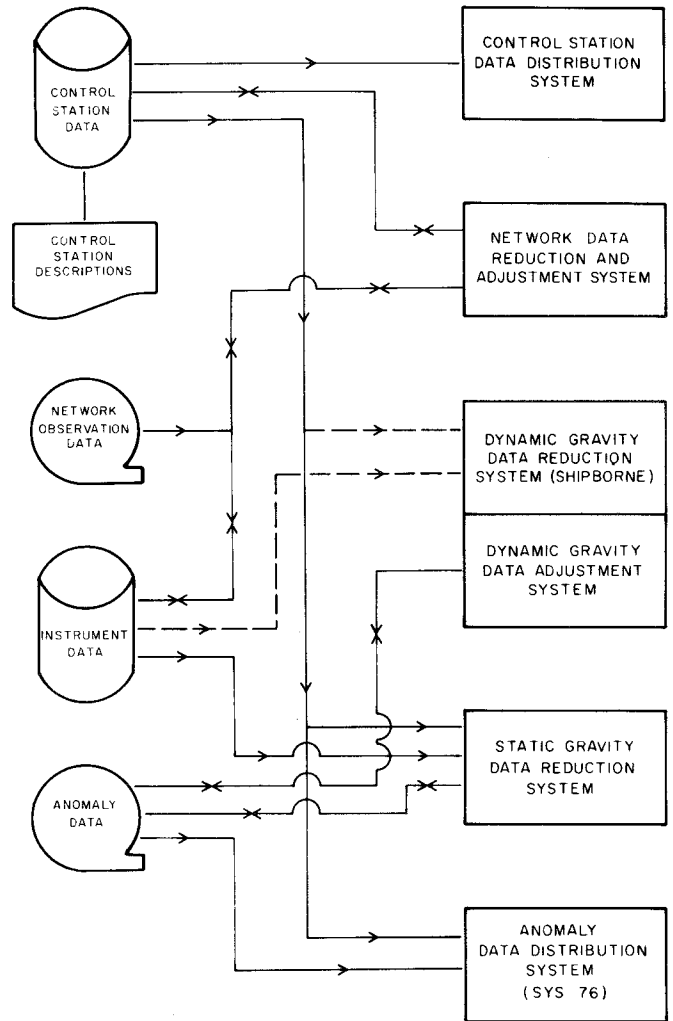 CONTROL
STATION
DATA
CONTROL STATION
DATA DISTRIBUTION
SYSTEM
CONTROL
STATION
DESCRIPTIONS
NETWORK DATA
REDUCTION AND
ADJUSTMENT SYSTEM
NETWORK
OBSERVATION
DATA
DYNAMIC GRAVITY
DATA REDUCTION
SYSTEM (SHIPBORNE)
DYNAMIC GRAVITY
DATA ADJUSTMENT
SYSTEM
INSTRUMENT
DATA
STATIC GRAVITY
DATA REDUCTION
SYSTEM
ANOMALY
DATA
ANOMALY
DATA DISTRIBUTION
SYSTEM
(SYS 76)